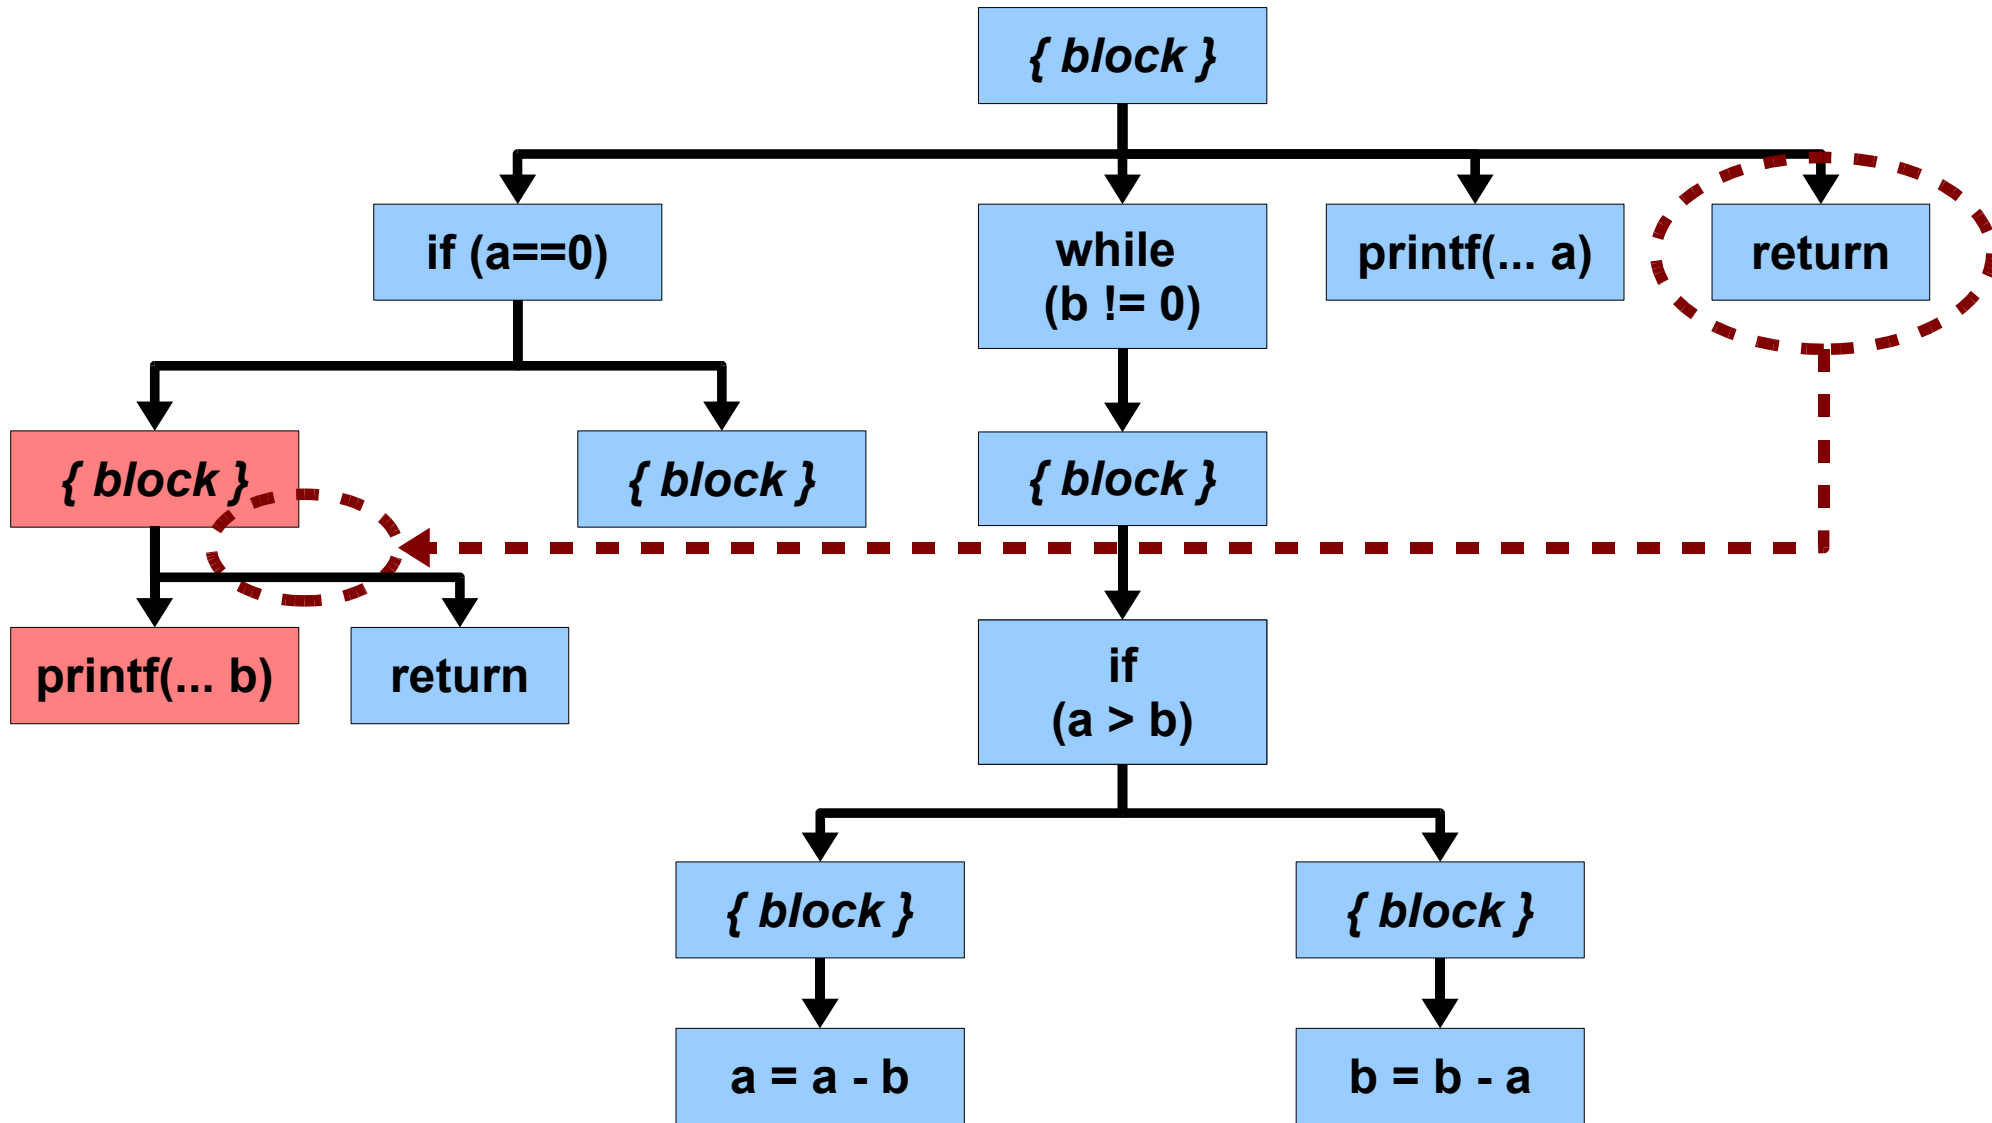 { block }
if (a==0)
while
(b != 0)
printf(... a)
return
{ block }
{ block }
{ block }
printf(... b)
return
if
(a > b)
{ block }
{ block }
a = a - b
b = b - a